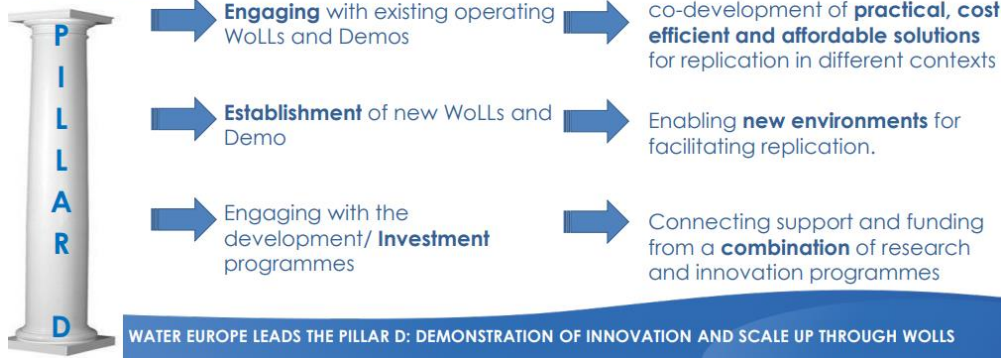 PILLAR D
Engaging with existing operating
WoLLs and Demos
co-development of practical, cost
efficient and affordable solutions
for replication in different contexts
Establishment of new WoLLs and
Demo
Enabling new environments for
facilitating replication.
Engaging with the
development/ Investment
programmes
Connecting support and funding
from a combination of research
and innovation programmes
WATER EUROPE LEADS THE PILLAR D: DEMONSTRATION OF INNOVATION AND SCALE UP THROUGH WOLLS